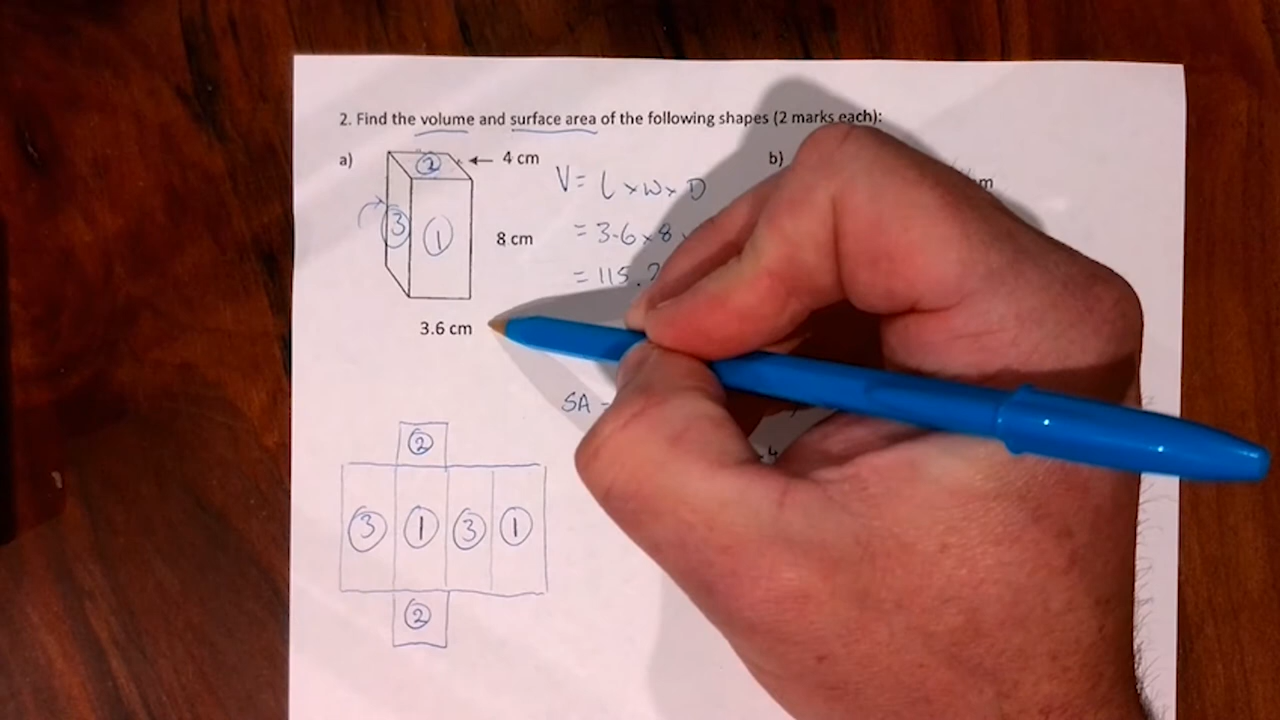 2. Find the volume and surface area of the following shapes (2 marks each):
a)
2
4 cm
V = L x W x D
b)
m
3
1
8 cm
= 3.6 x 8
= 115.2
3.6 cm
SA
4
2
3 1 3 1
2